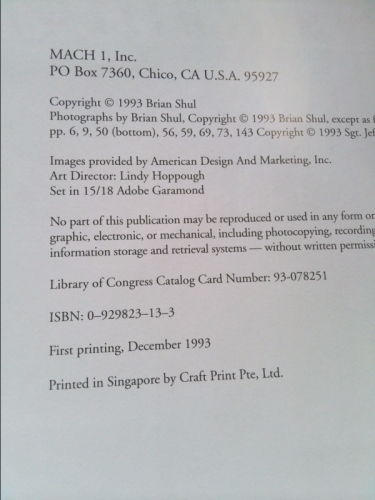 MACH 1, Inc.
PO Box 7360, Chico, CA U.S.A. 95927
Copyright © 1993 Brian Shul
Photographs by Brian Shul, Copyright © 1993 Brian Shul, except as
pp. 6, 9, 50 (bottom), 56, 59, 69, 73, 143 Copyright © 1993 Sgt.
Images provided by American Design And Marketing, Inc.
Art Director: Lindy Hoppough
Set in 15/18 Adobe Garamond
No part of this publication may be reproduced or used in any form or
graphic, electronic, or mechanical, including photocopying, recording
information storage and retrieval systems — without written
Library of Congress Catalog Card Number: 93-078251
ISBN: 0–929823–13–3
First printing, December 1993
Printed in Singapore by Craft Print Pte, Ltd.